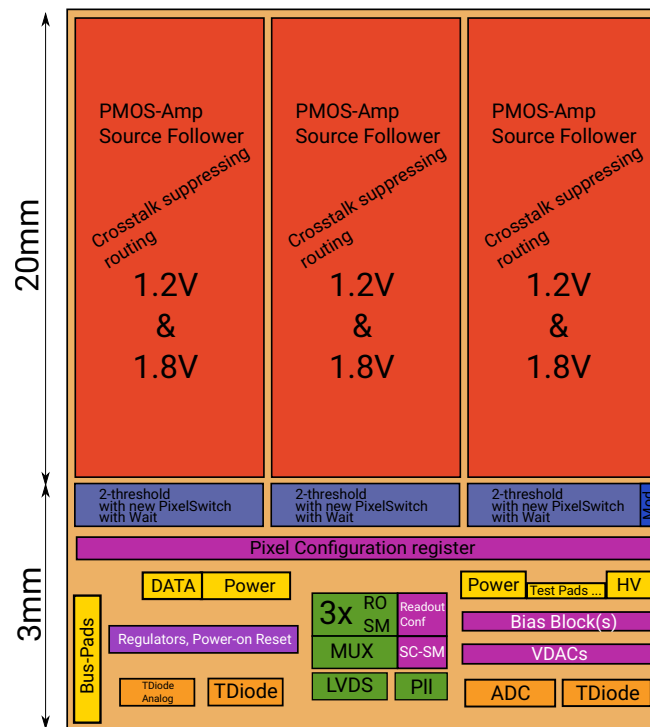 20mm
PMOS-Amp
Source Follower
Crosstalk suppressing
routing
1.2V
&
1.8V
PMOS-Amp
Source Follower
Crosstalk suppressing
routing
1.2V
&
1.8V
PMOS-Amp
Source Follower
Crosstalk suppressing
routing
1.2V
&
1.8V
3mm
2-threshold
with new PixelSwitch
with Wait
2-threshold
with new PixelSwitch
with Wait
2-threshold
with new PixelSwitch
with Wait
Mod
Pixel Configuration register
DATA
Power
Power
Test Pads ...
HV
Bus-Pads
3x
RO
SM
Readout
Conf
Bias Block(s)
Regulators, Power-on Reset
MUX
SC-SM
VDACs
TDiode
Analog
TDiode
LVDS
Pll
ADC
TDiode